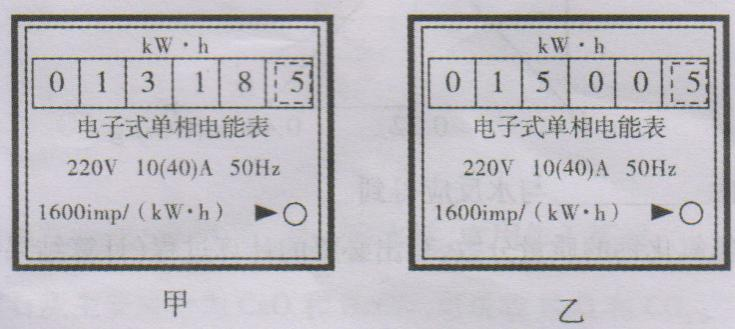 kW·h
0 1 3 1 8 5
电子式单相电能表
220V 10(40)A 50Hz
1600imp/(kW·h)
甲
kW·h
0 1 5 0 0 5
电子式单相电能表
220V 10(40)A 50Hz
1600imp/(kW·h)
乙